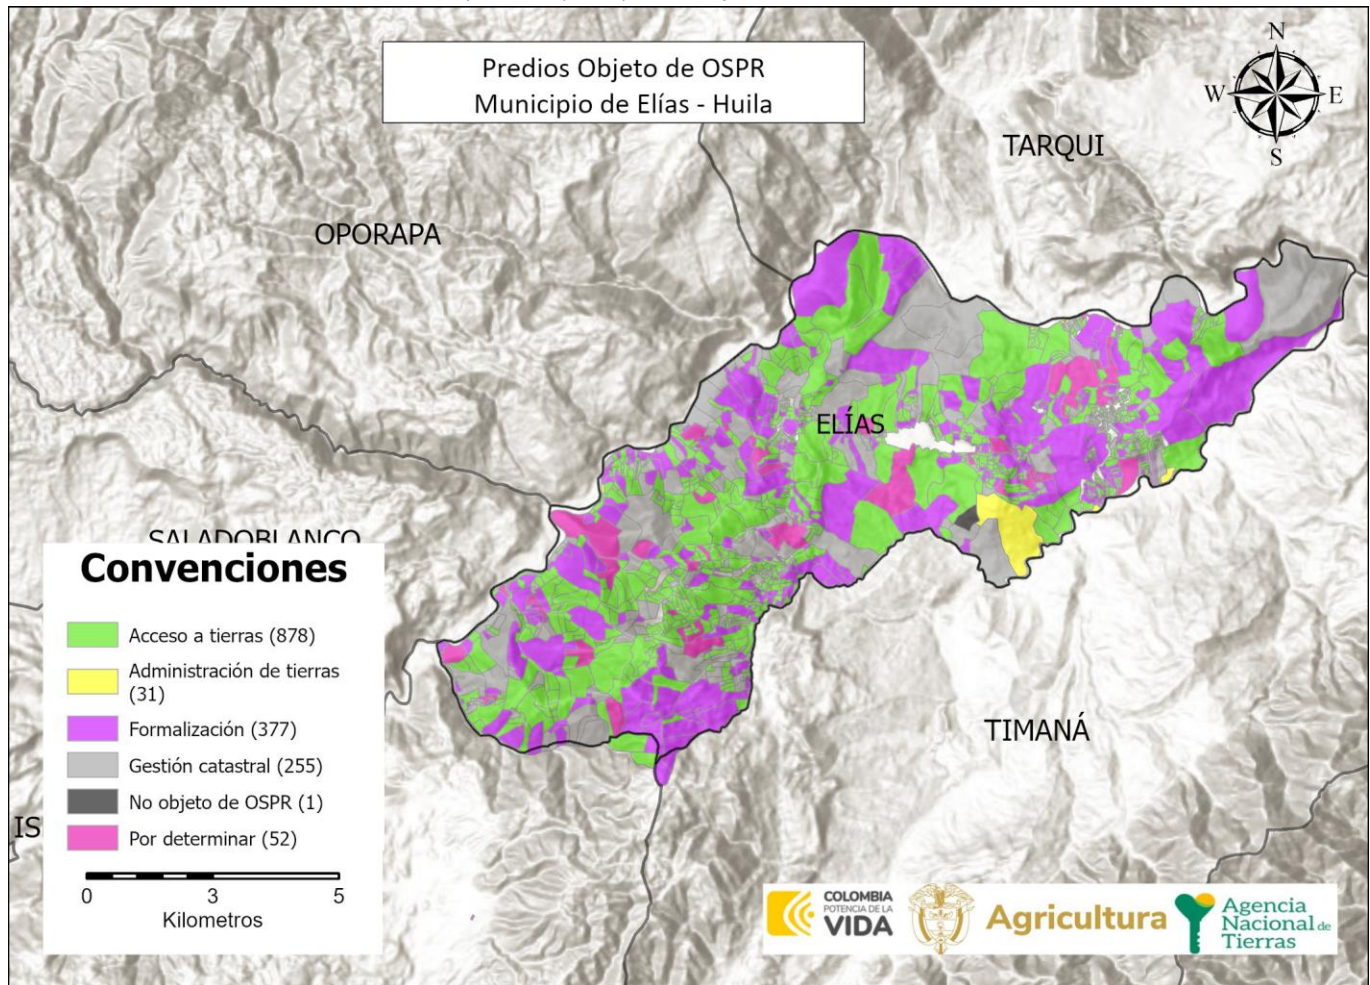 Predios Objeto de OSPR
Municipio de Elías - Huila
N
W
E
S
TARQUI
OPORAPA
ELÍAS
SALADOBLANCO
TIMANÁ
IS
Convenciones
Acceso a tierras (878)
Administración de tierras
(31)
Formalización (377)
Gestión catastral (255)
No objeto de OSPR (1)
Por determinar (52)
0
3
5
Kilometros
COLOMBIA
POTENCIA DE LA
VIDA
Agricultura
Agencia
Nacional de
Tierras